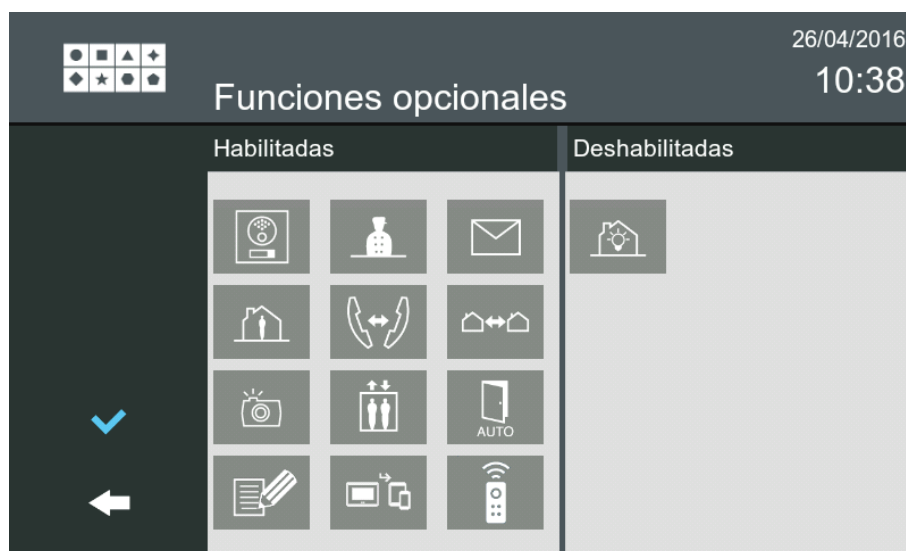 26/04/2016
10:38
Funciones opcionales
Habilitadas
Deshabilitadas
AUTO